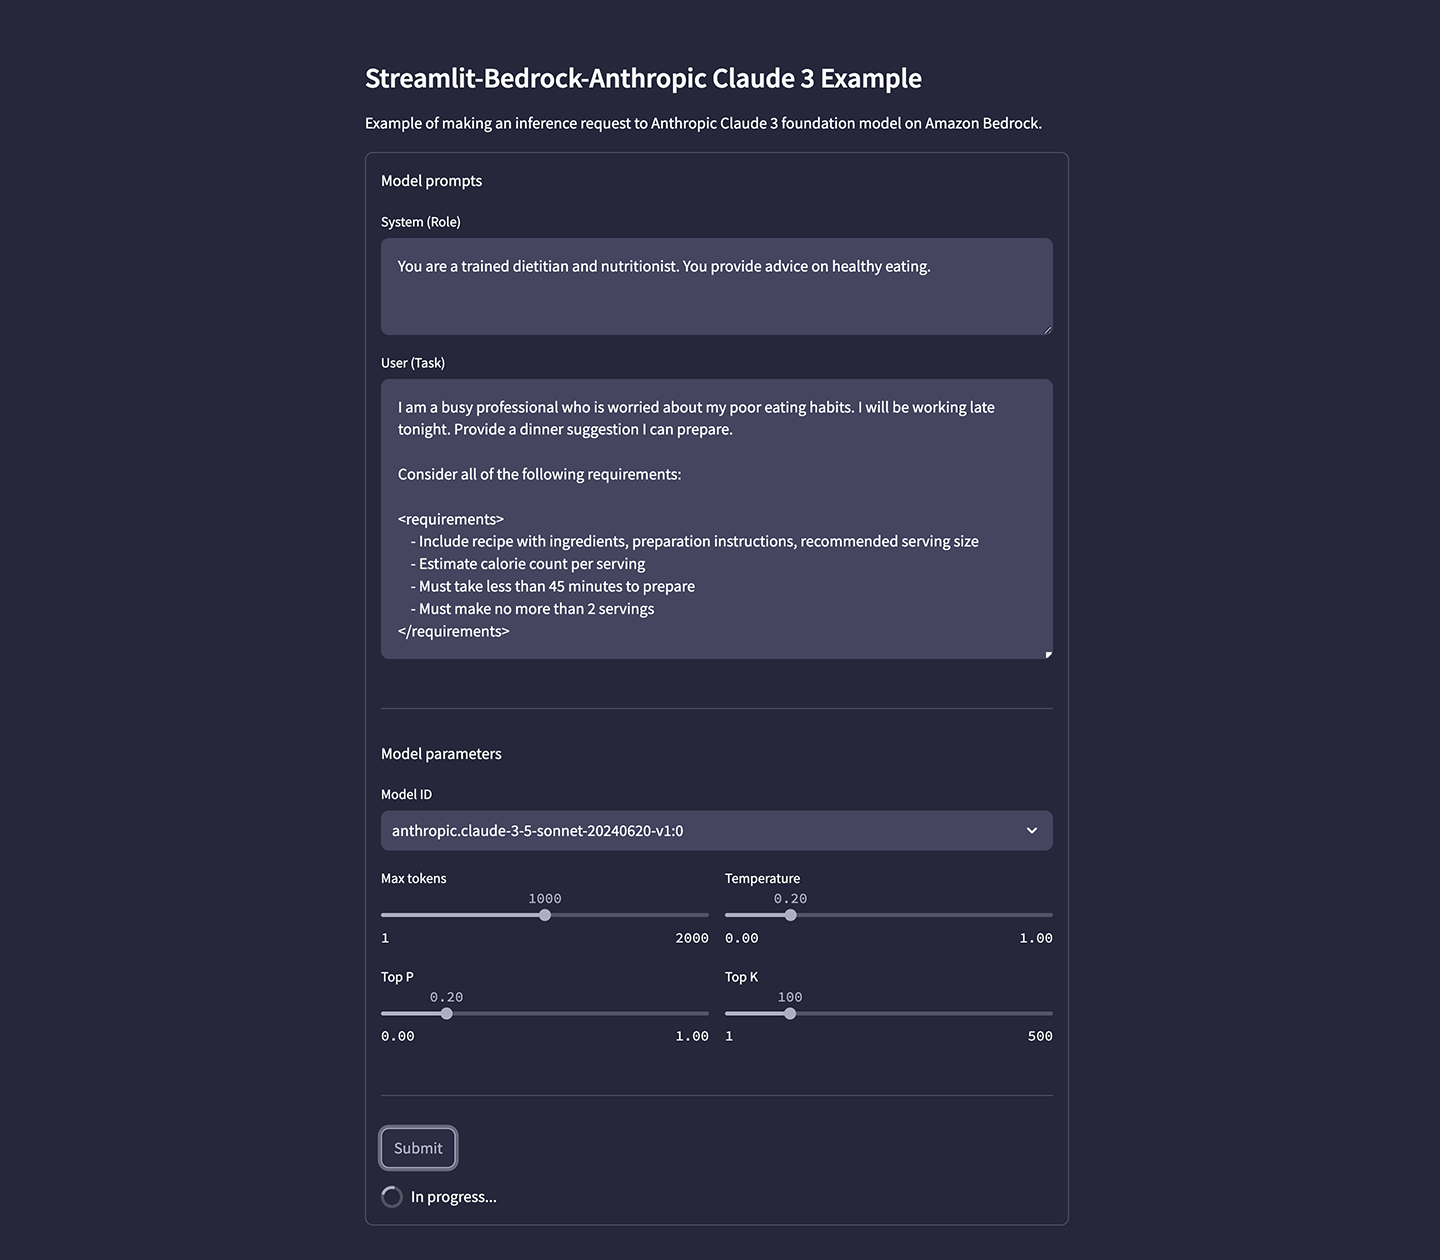 Streamlit-Bedrock-Anthropic Claude 3 Example
Example of making an inference request to Anthropic Claude 3 foundation model on Amazon Bedrock.
Model prompts
System (Role)
You are a trained dietitian and nutritionist. You provide advice on healthy eating.
User (Task)
I am a busy professional who is worried about my poor eating habits. I will be working late
tonight. Provide a dinner suggestion I can prepare.
Consider all of the following requirements:
<requirements>
- Include recipe with ingredients, preparation instructions, recommended serving size
- Estimate calorie count per serving
- Must take less than 45 minutes to prepare
- Must make no more than 2 servings
</requirements>
Model parameters
Model ID
anthropic.claude-3-5-sonnet-20240620-v1:0
Max tokens
1000
1 2000
Temperature
0.20
0.00 1.00
Top P
0.20
0.00 1.00
Top K
100
1 500
Submit
In progress...